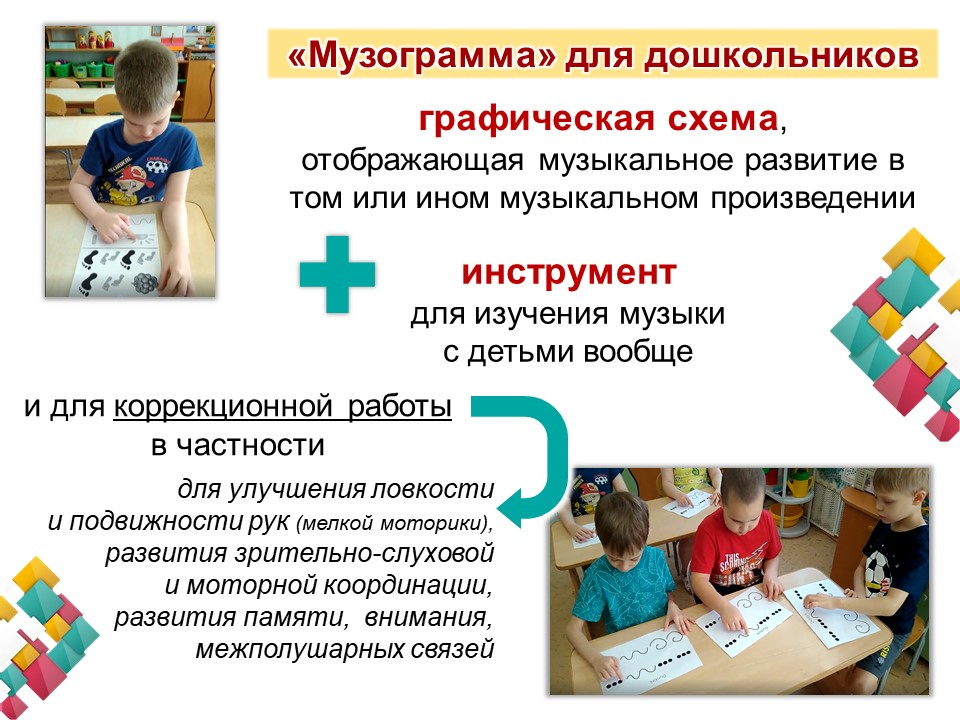 «Музограмма» для дошкольников
графическая схема,
отображающая музыкальное развитие в
том или ином музыкальном произведении
инструмент
для изучения музыки
с детьми вообще
и для коррекционной работы
в частности
для улучшения ловкости
и подвижности рук (мелкой моторики),
развития зрительно-слуховой
и моторной координации,
развития памяти, внимания,
межполушарных связей